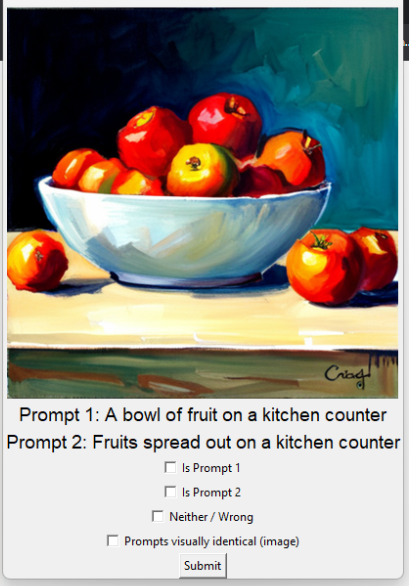 Criag
Prompt 1: A bowl of fruit on a kitchen counter
Prompt 2: Fruits spread out on a kitchen counter
Is Prompt 1
Is Prompt 2
Neither / Wrong
Prompts visually identical (image)
Submit